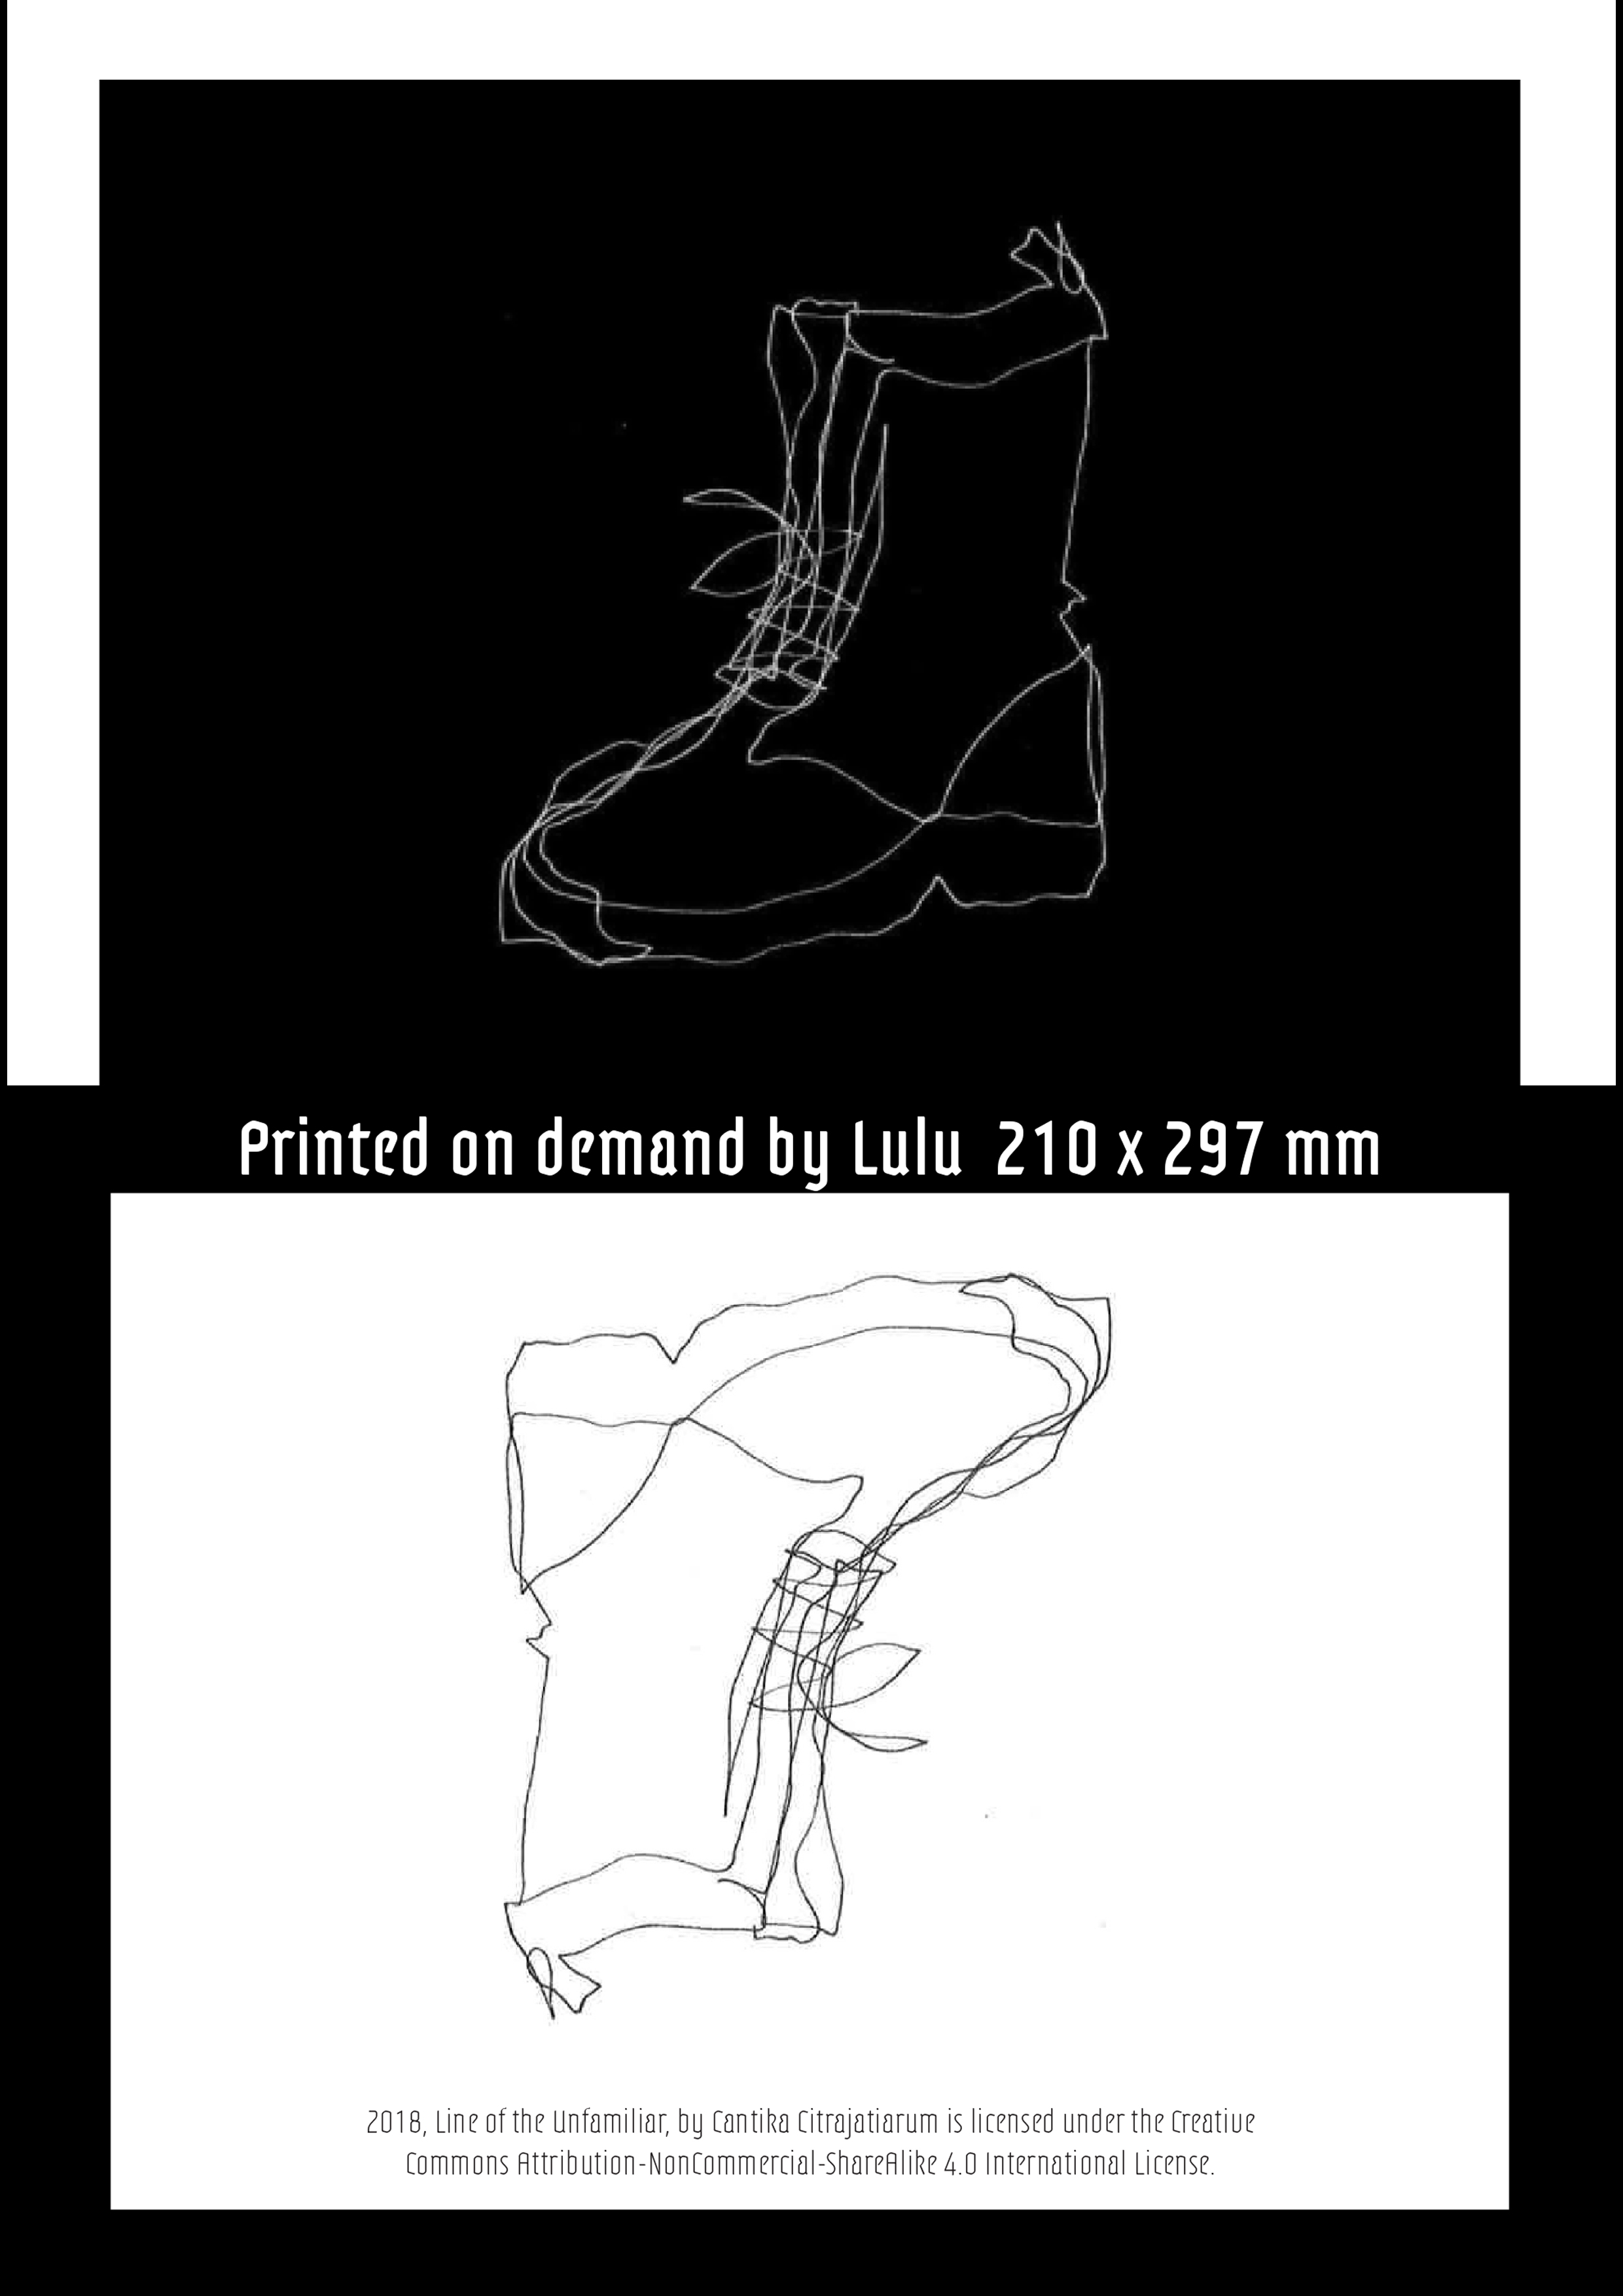 Printed on demand by Lulu 210 x 297 mm
2018, Line of the Unfamiliar, by Cantika Citrajatiarum is licensed under the Creative
Commons Attribution-NonCommercial-ShareAlike 4.0 International License.